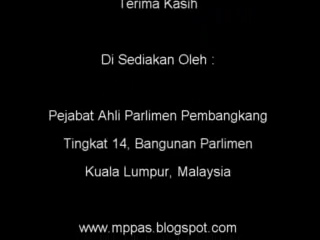 Terima Kasih
Di Sediakan Oleh :
Pejabat Ahli Parlimen Pembangkang
Tingkat 14, Bangunan Parlimen
Kuala Lumpur, Malaysia
www.mppas.blogspot.com